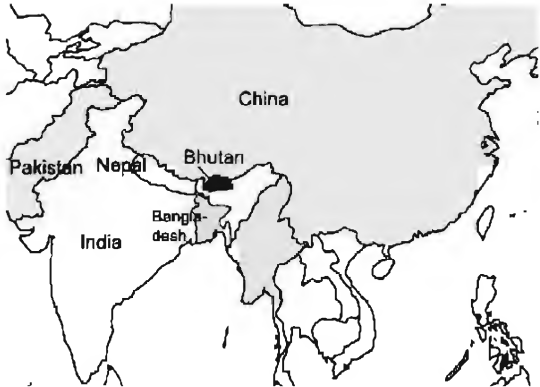 China
Bhutan
Pakistan
Nepal
Bangla-
desh
India